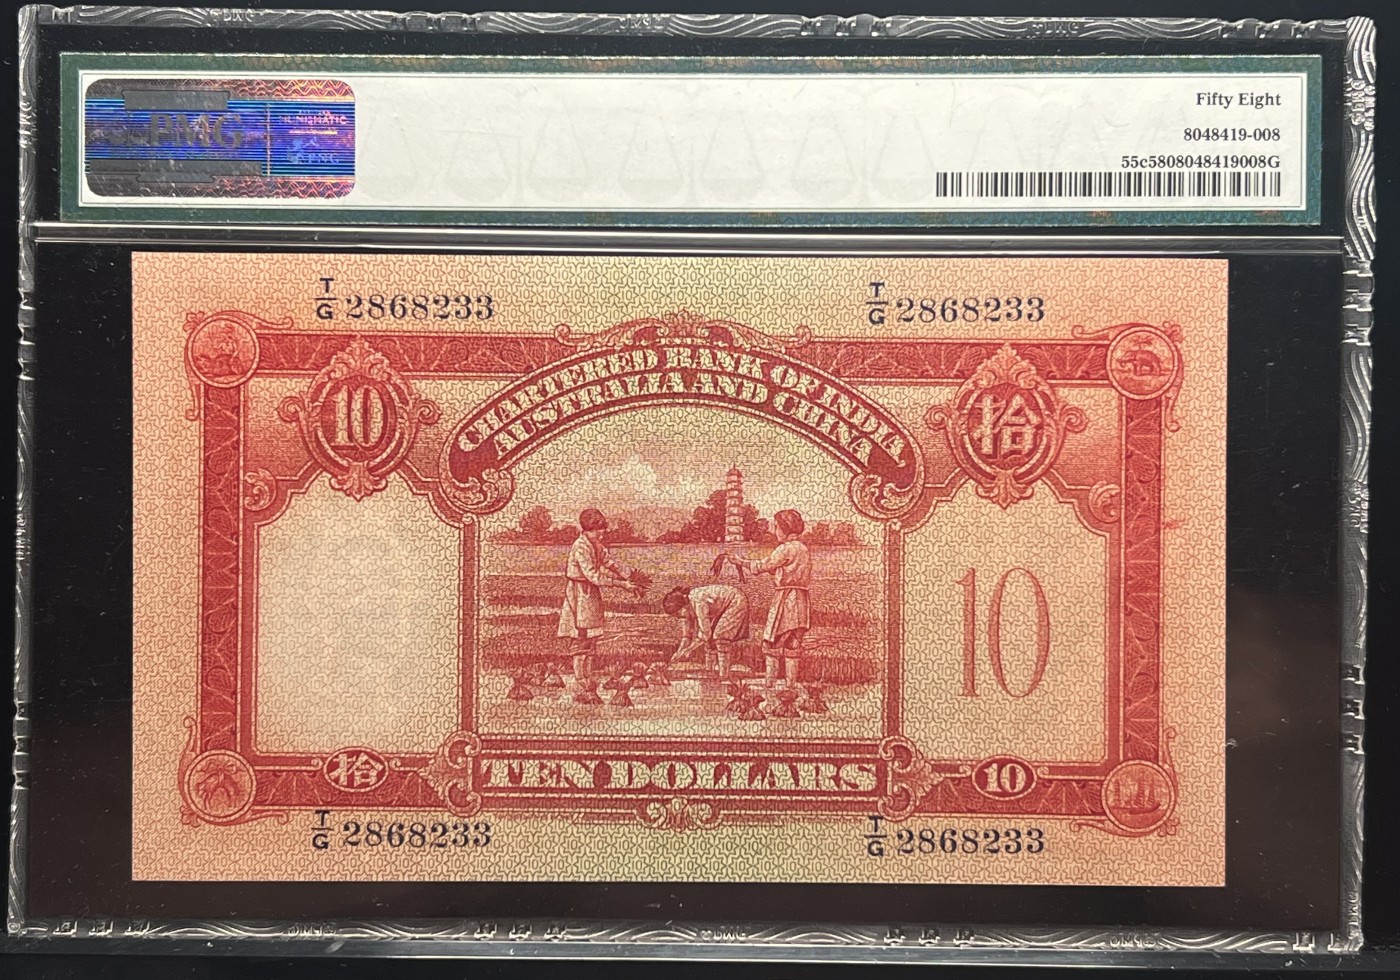 PMG
NUMISMATIC
Fifty Eight
8048419-008
55c5808048419008G
T/G 2868233
T/G 2868233
CHARTERED BANK OF INDIA
AUSTRALIA AND CHINA
10
拾
10
拾
TEN DOLLARS
10
T/G 2868233
T/G 2868233